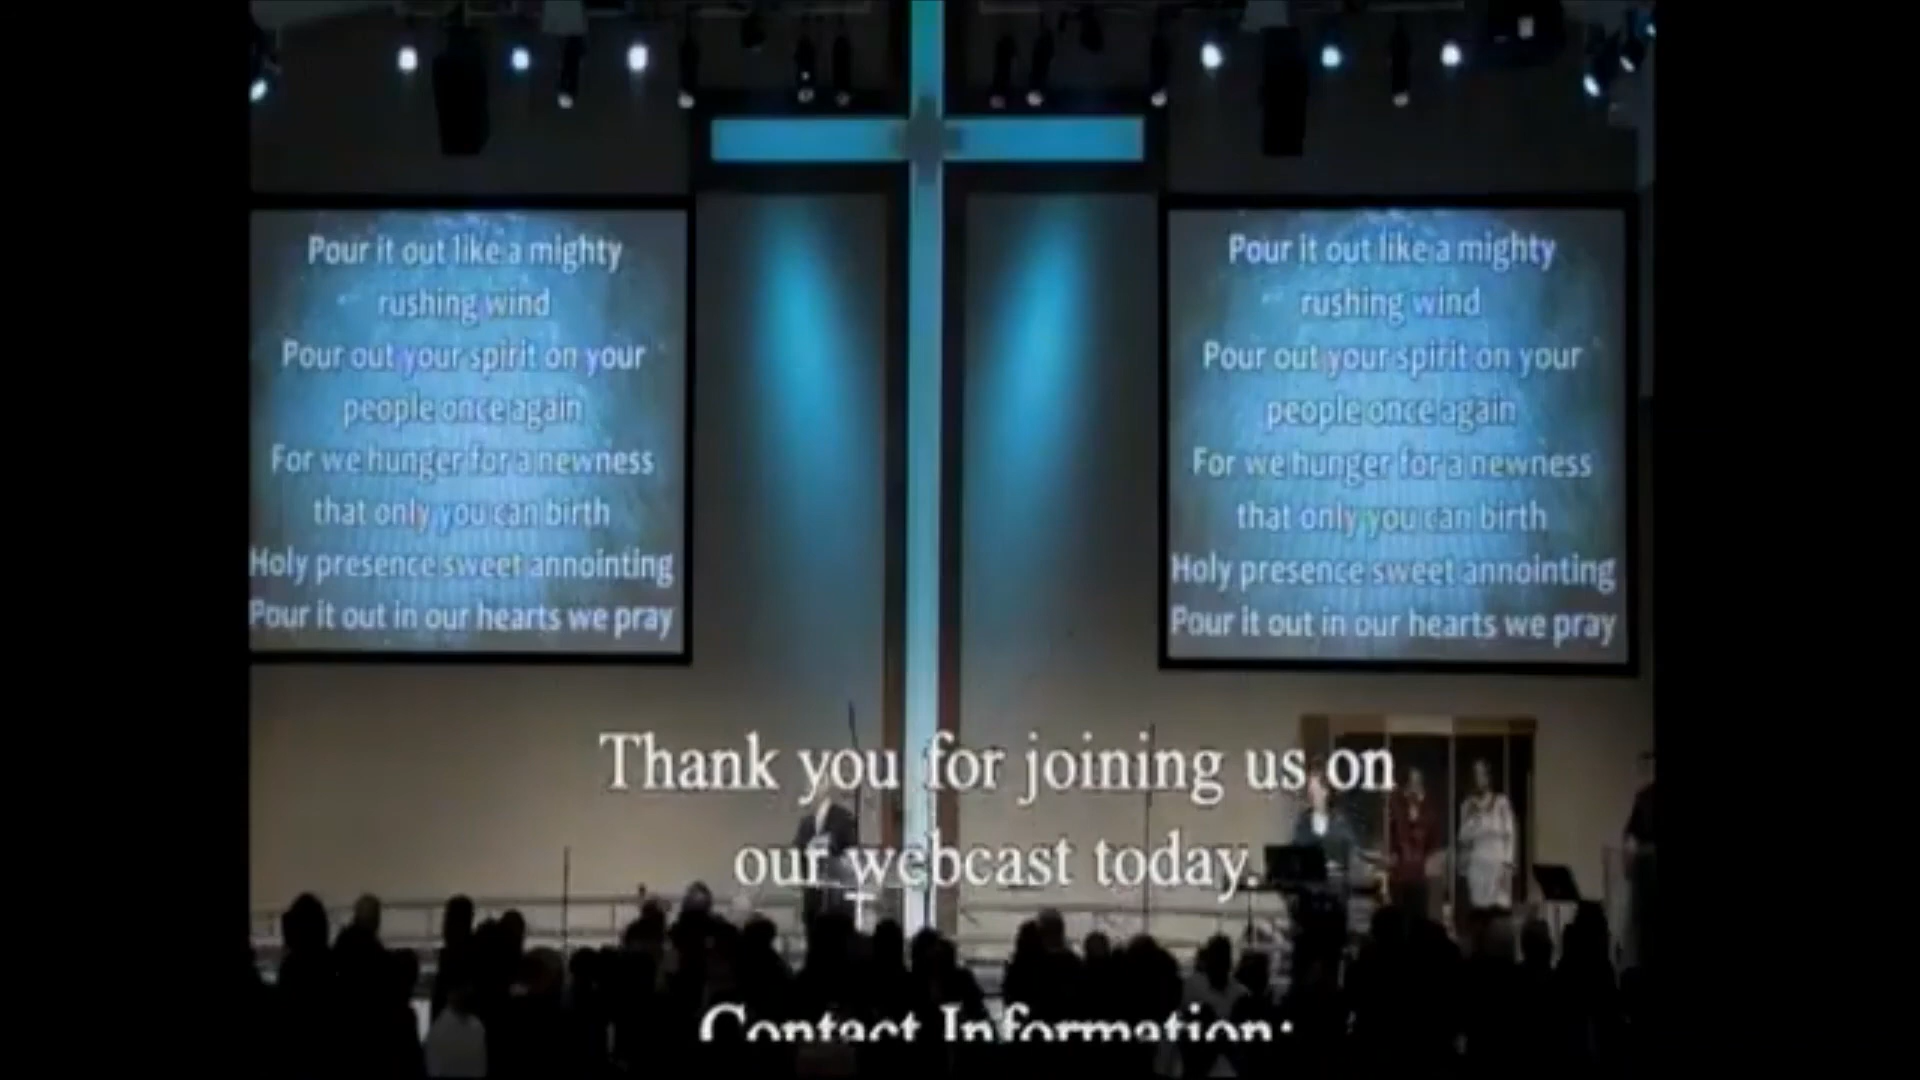 Pour it out like a mighty
rushing wind
Pour out your spirit on your
people once again
For we hunger for a newness
that only you can birth
Holy presence sweet annointing
Pour it out in our hearts we pray
Pour it out like a mighty
rushing wind
Pour out your spirit on your
people once again
For we hunger for a newness
that only you can birth
Holy presence sweet annointing
Pour it out in our hearts we pray
Thank you for joining us on
our webcast today.
Contact Information: